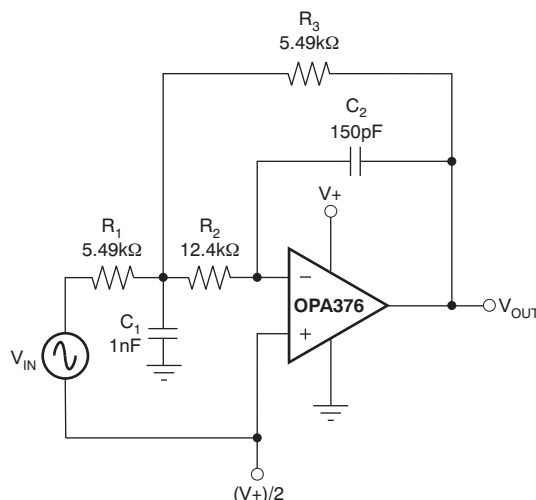 R3
5.49kΩ
C2
150pF
V+
R1
5.49kΩ
R2
12.4kΩ
−
OPA376
+
VOUT
C1
1nF
VIN
(V+)/2